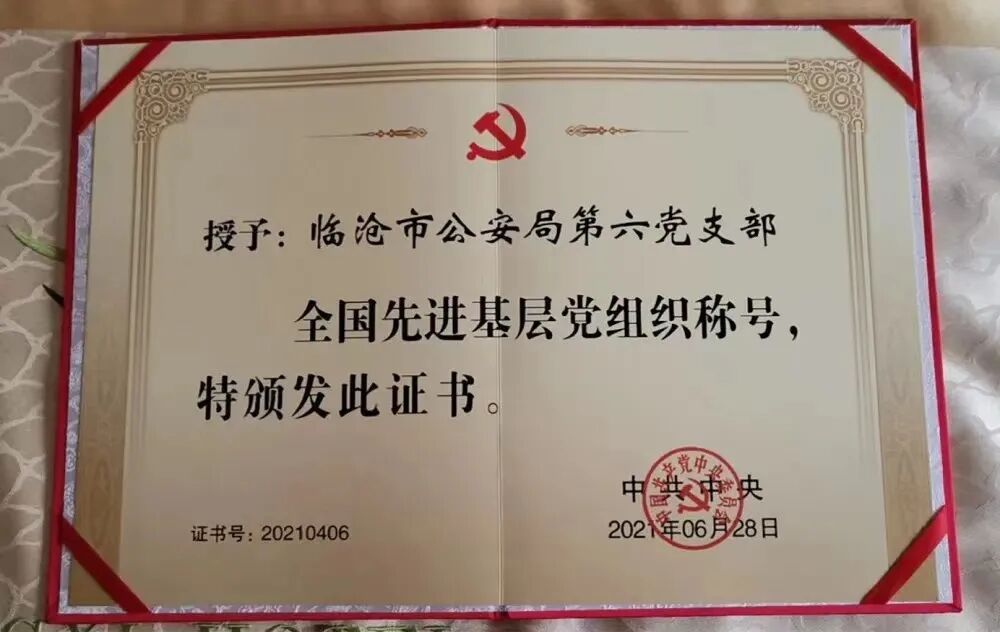 授予：临沧市公安局第六党支部
全国先进基层党组织称号，
特颁发此证书。
中共中央
2021年06月28日
证书号：20210406